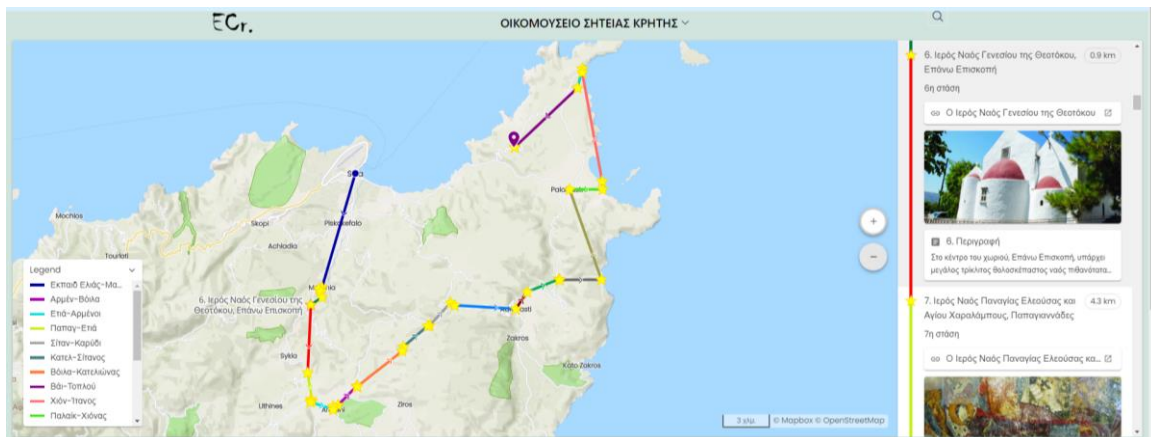 ECr.
ΟΙΚΟΜΟΥΣΕΙΟ ΣΗΤΕΙΑΣ ΚΡΗΤΗΣ
Mochlos
Tourloti
Skopi
Achladia
Piskokefalo
6. Ιερός Ναός Γενεσίου της
Θεοτόκου, Επάνω Επισκοπή
Sykia
Lithines
Ziros
Zakros
Kato Zakros
Legend
Εκπαιδ Ελιάς-Μα...
Αρμέν-Βόιλα
Ετιά-Αρμένοι
Παπαγ-Ετιά
Σίταν-Καρύδι
Κατελ-Σίτανος
Βόιλα-Κατελιώνας
Βάι-Τοπλού
Χιόν-Ίτανος
Παλαίκ-Χιόνας
3 χλμ.
© Mapbox © OpenStreetMap
6. Ιερός Ναός Γενεσίου της Θεοτόκου,
Επάνω Επισκοπή
0.9 km
6η στάση
Ο Ιερός Ναός Γενεσίου της Θεοτόκου
6. Περιγραφή
Στο κέντρο του χωριού, Επάνω Επισκοπή, υπάρχει
μεγάλος τρίκλιτος θολοσκέπαστος ναός πιθανότατα...
7. Ιερός Ναός Παναγίας Ελεούσας και
Αγίου Χαραλάμπους, Παπαγιαννάδες
4.3 km
7η στάση
Ο Ιερός Ναός Παναγίας Ελεούσας κα...